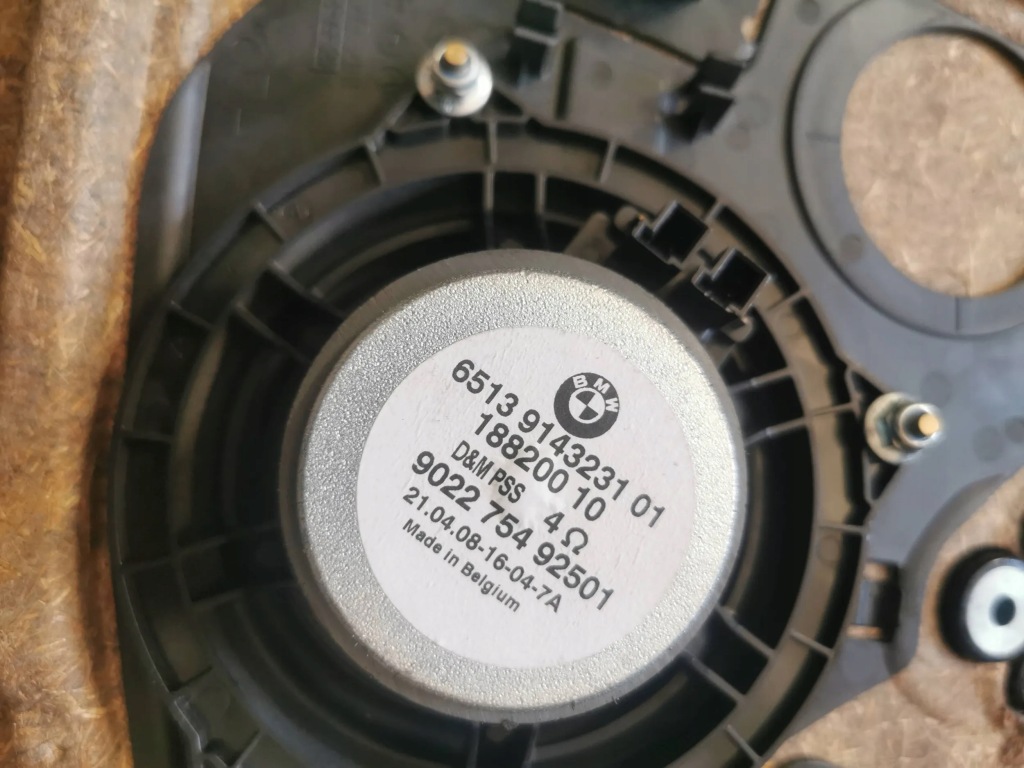 BMW
6513 9143231 01
188200 10
D&M PSS 4 Ω
9022 754 92501
21.04.08-16-04-7A
Made in Belgium